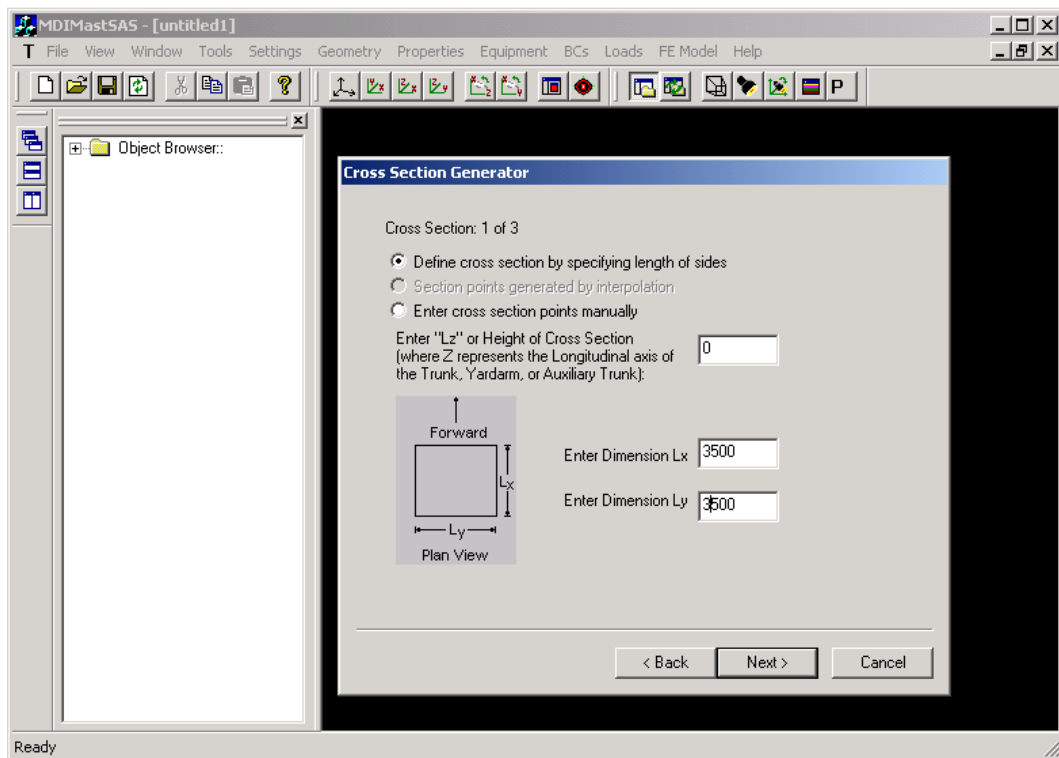 MDIMastSAS - [untitled1]
T File View Window Tools Settings Geometry Properties Equipment BCs Loads FE Model Help
P
Object Browser::
Cross Section Generator
Cross Section: 1 of 3
Define cross section by specifying length of sides
Section points generated by interpolation
Enter cross section points manually
Enter "Lz" or Height of Cross Section
(where Z represents the Longitudinal axis of
the Trunk, Yardarm, or Auxiliary Trunk):
0
Forward
Lx
Ly
Plan View
Enter Dimension Lx 3500
Enter Dimension Ly 3500
< Back Next > Cancel
Ready